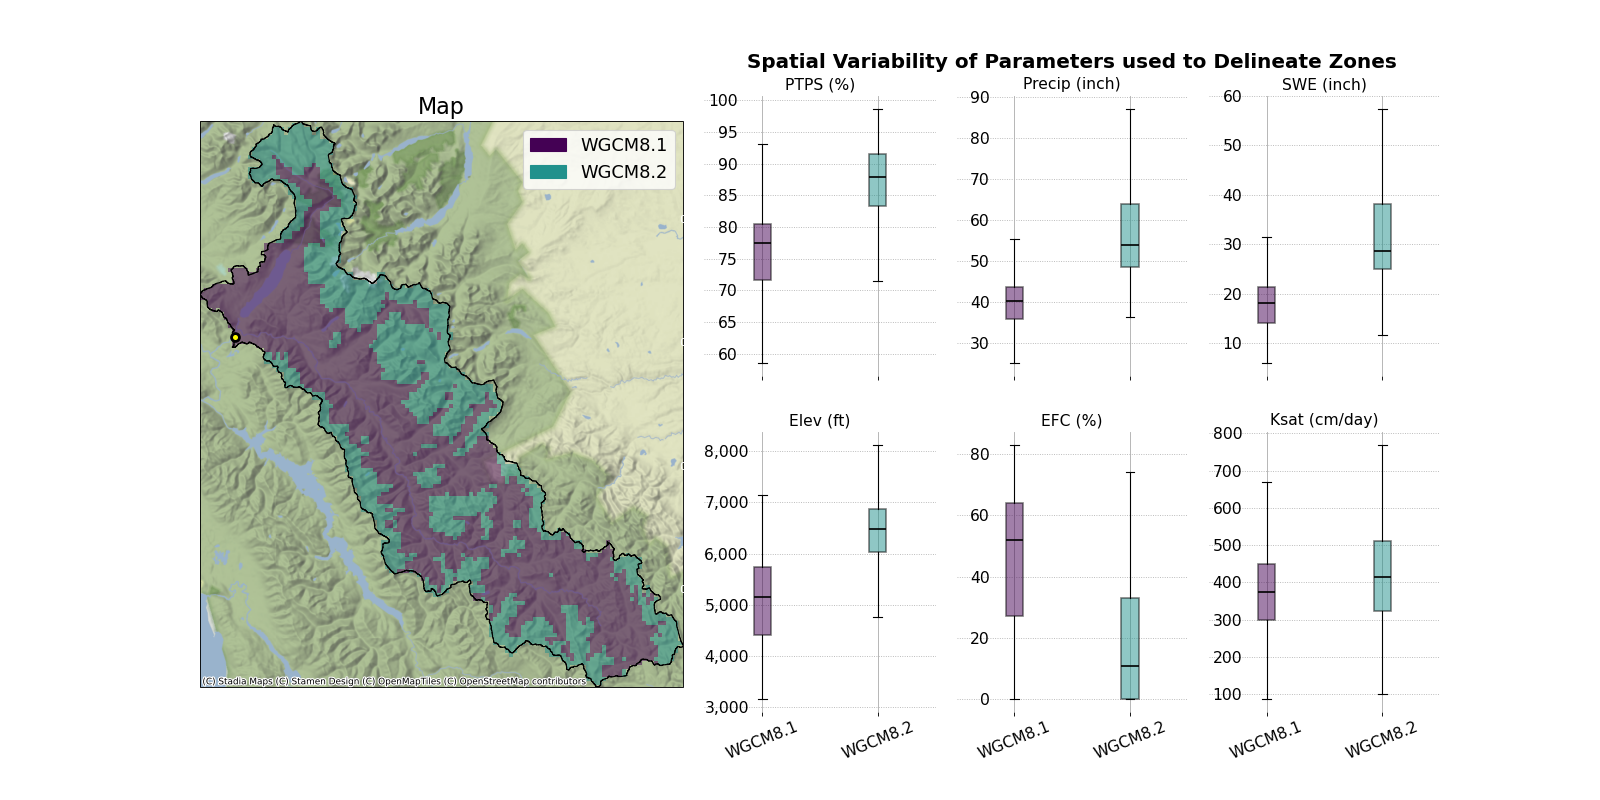 Spatial Variability of Parameters used to Delineate Zones
Map
WGCM8.1
WGCM8.2
(C) Stadia Maps (C) Stamen Design (C) OpenMapTiles (C) OpenStreetMap contributors
PTPS (%)
100
95
90
85
80
75
70
65
60
Precip (inch)
90
80
70
60
50
40
30
SWE (inch)
60
50
40
30
20
10
Elev (ft)
8,000
7,000
6,000
5,000
4,000
3,000
WGCM8.1
WGCM8.2
EFC (%)
80
60
40
20
0
WGCM8.1
WGCM8.2
Ksat (cm/day)
800
700
600
500
400
300
200
100
WGCM8.1
WGCM8.2